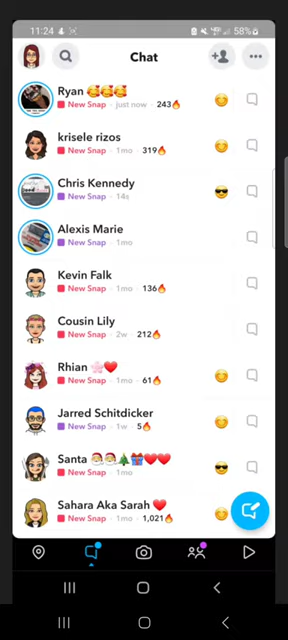 11:24 58%
Chat
Ryan 🥰🥰🥰
New Snap · just now · 243🔥
krisele rizos
New Snap · 1mo · 319🔥
Chris Kennedy
New Snap · 14s
Alexis Marie
New Snap · 1mo
Kevin Falk
New Snap · 1mo · 136🔥
Cousin Lily
New Snap · 2w · 212🔥
Rhian 🌸❤️
New Snap · 1mo · 61🔥
Jarred Schitdicker
New Snap · 1w · 5🔥
Santa 🎅🎅🎄🎁❤️❤️
New Snap · 1mo
Sahara Aka Sarah ❤️
New Snap · 1mo · 1,021🔥